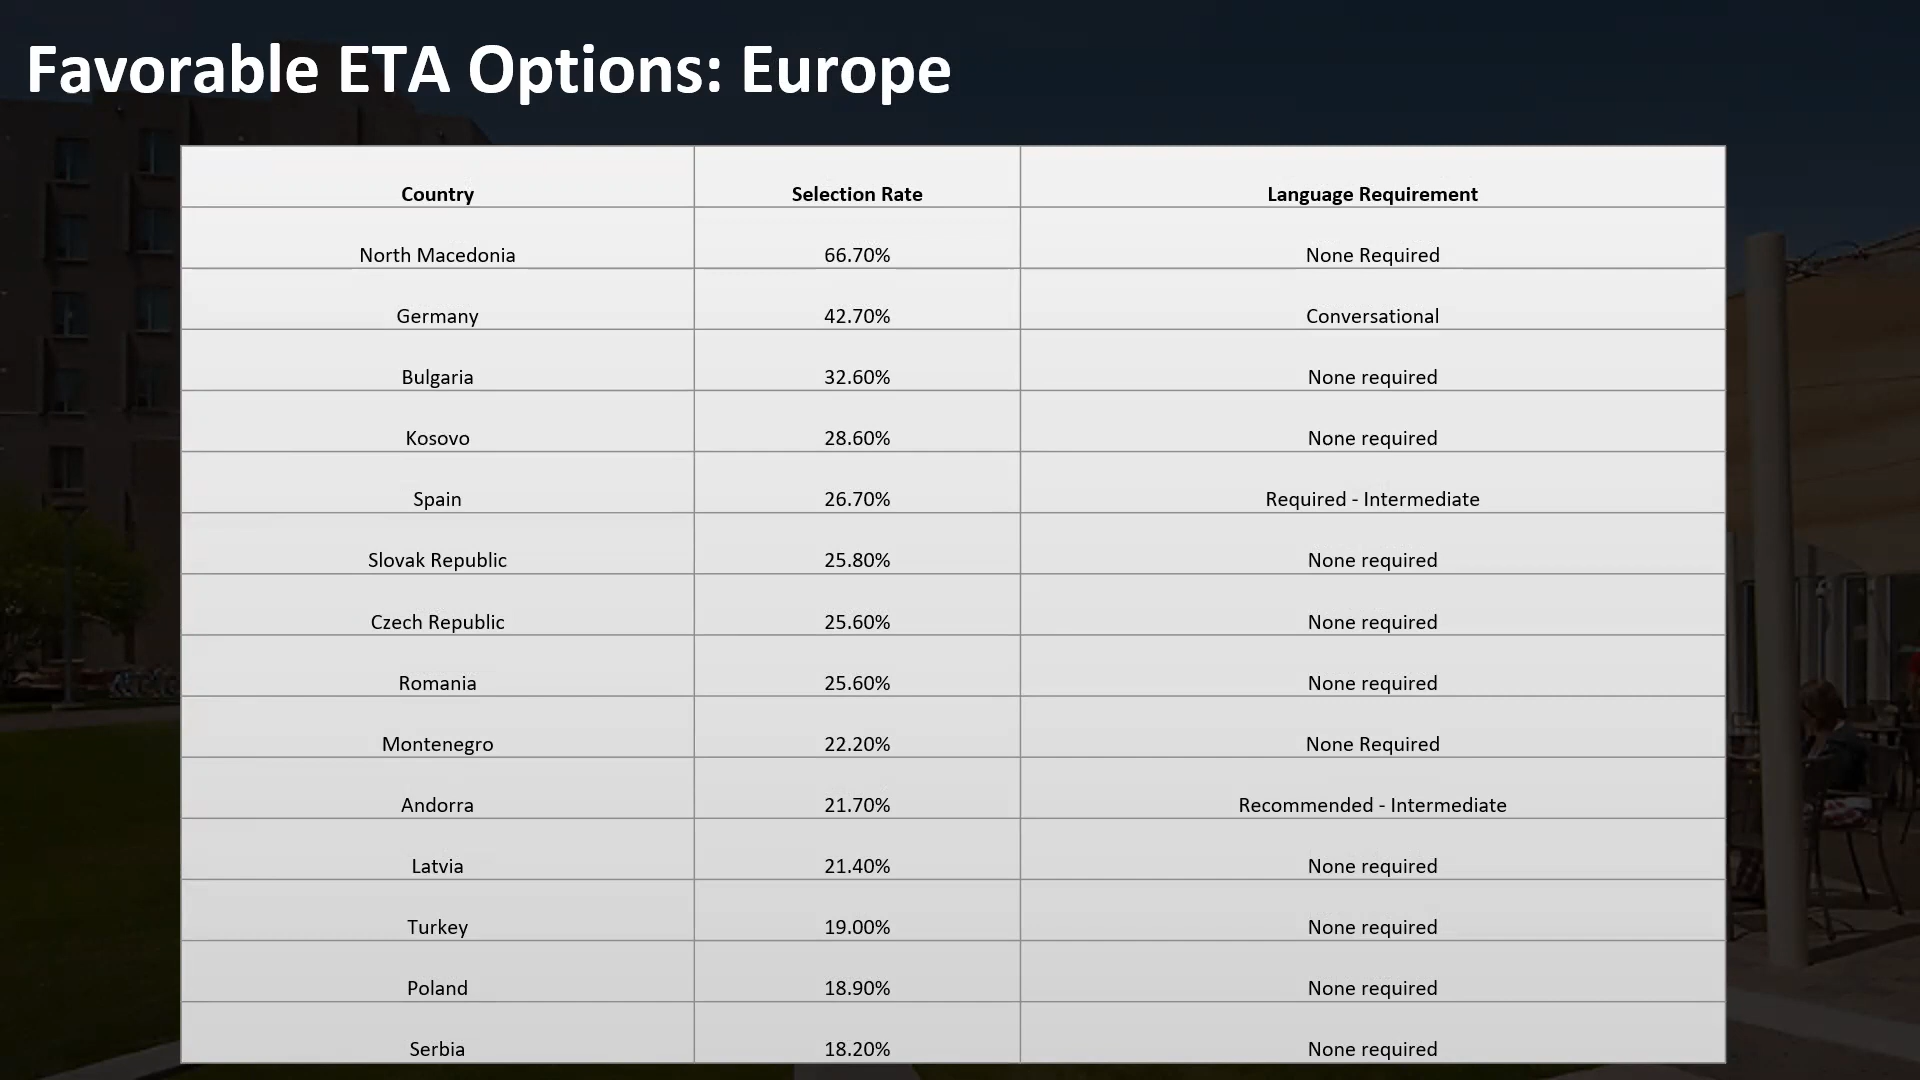 Favorable ETA Options: Europe
Country Selection Rate Language Requirement
North Macedonia 66.70% None Required
Germany 42.70% Conversational
Bulgaria 32.60% None required
Kosovo 28.60% None required
Spain 26.70% Required - Intermediate
Slovak Republic 25.80% None required
Czech Republic 25.60% None required
Romania 25.60% None required
Montenegro 22.20% None Required
Andorra 21.70% Recommended - Intermediate
Latvia 21.40% None required
Turkey 19.00% None required
Poland 18.90% None required
Serbia 18.20% None required